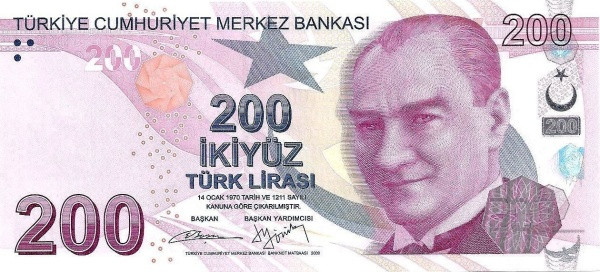 TÜRKİYE CUMHURİYET MERKEZ BANKASI
200
200
200
İKİYÜZ
TÜRK LİRASI
200
14 OCAK 1970 TARİH VE 1211 SAYILI
KANUNA GÖRE ÇIKARILMIŞTIR.
BAŞKAN BAŞKAN YARDIMCISI
200
TÜRKİYE CUMHURİYET MERKEZ BANKASI BANKNOT MATBAASI 2009